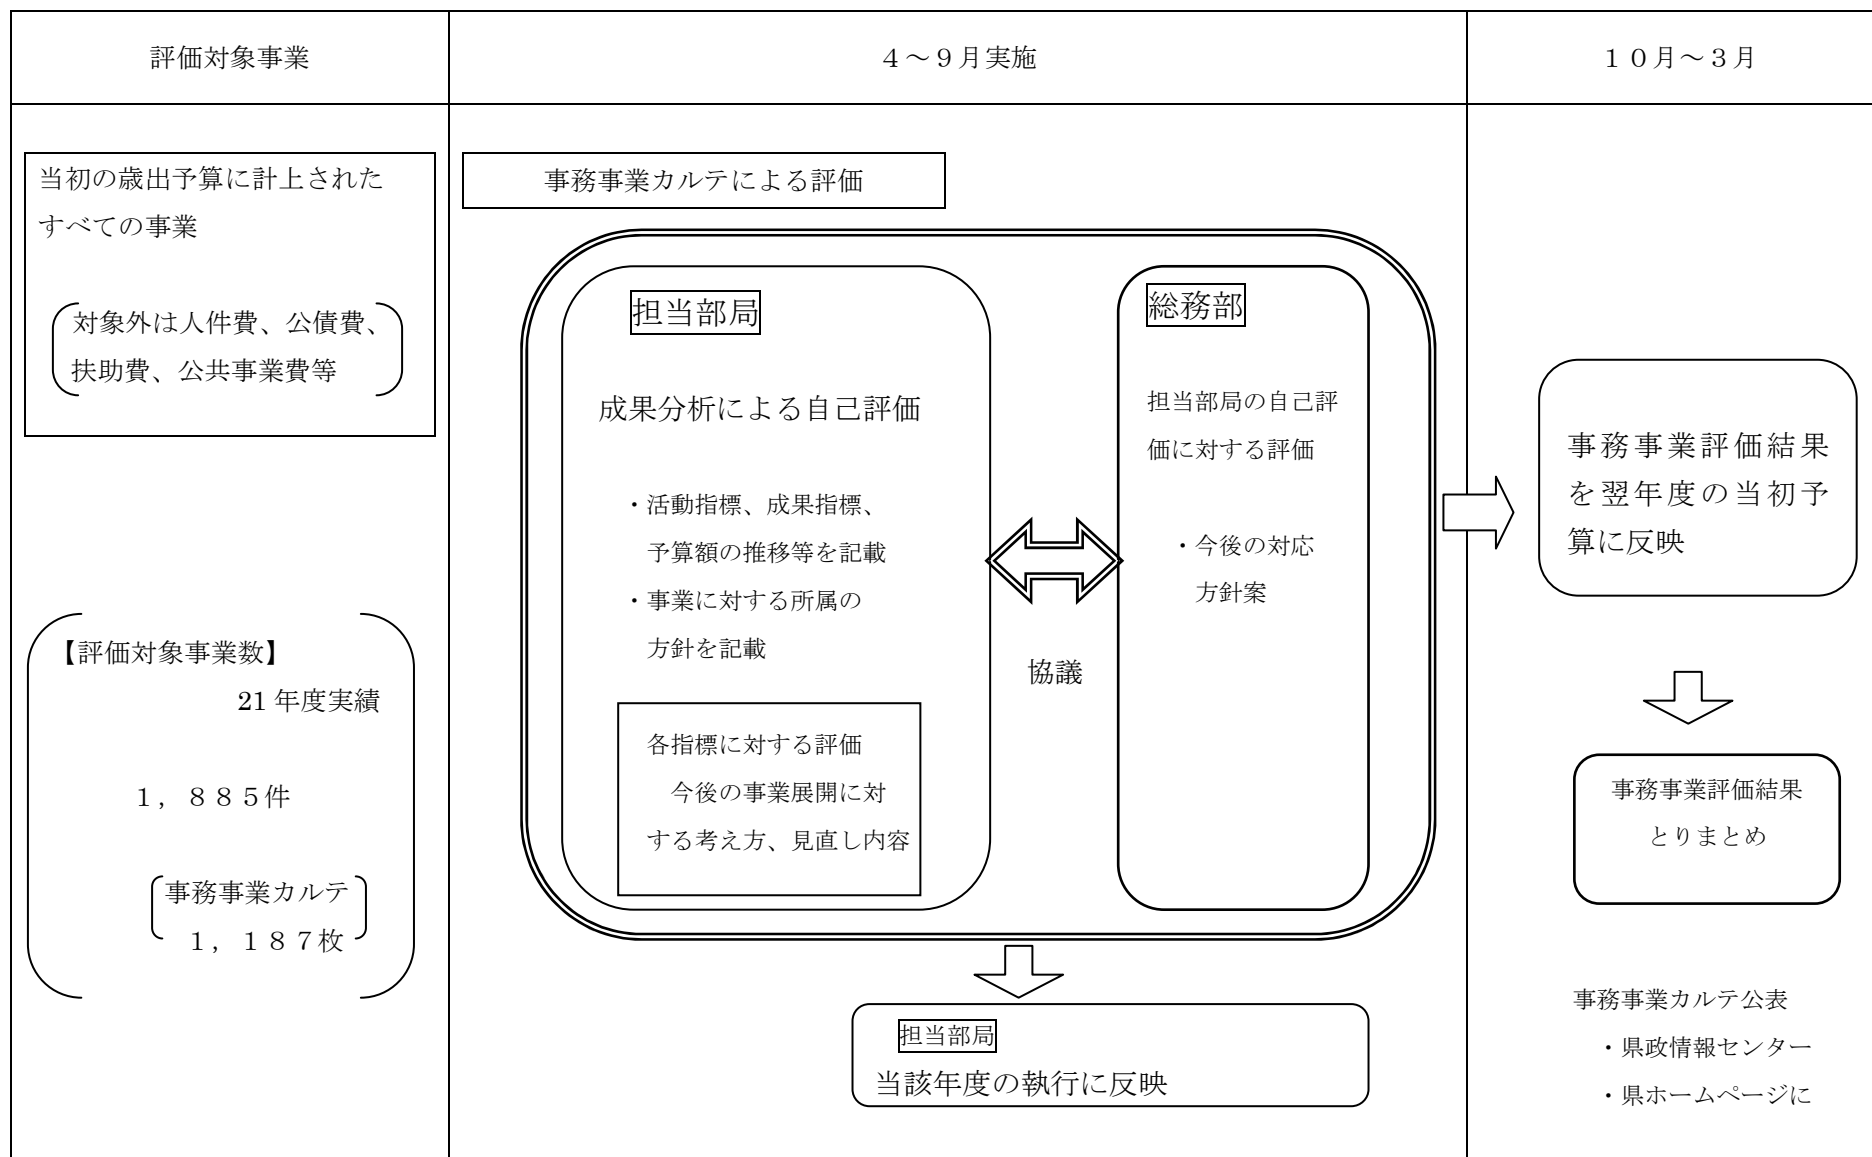 評価対象事業
４～９月実施
１０月～３月
当初の歳出予算に計上された
すべての事業
対象外は人件費、公債費、
扶助費、公共事業費等
【評価対象事業数】
21年度実績
１，８８５件
事務事業カルテ
１，１８７枚
事務事業カルテによる評価
担当部局
成果分析による自己評価
・活動指標、成果指標、
予算額の推移等を記載
・事業に対する所属の
方針を記載
各指標に対する評価
今後の事業展開に対
する考え方、見直し内容
協議
総務部
担当部局の自己評
価に対する評価
・今後の対応
方針案
担当部局
当該年度の執行に反映
事務事業評価結果
を翌年度の当初予
算に反映
事務事業評価結果
とりまとめ
事務事業カルテ公表
・県政情報センター
・県ホームページに